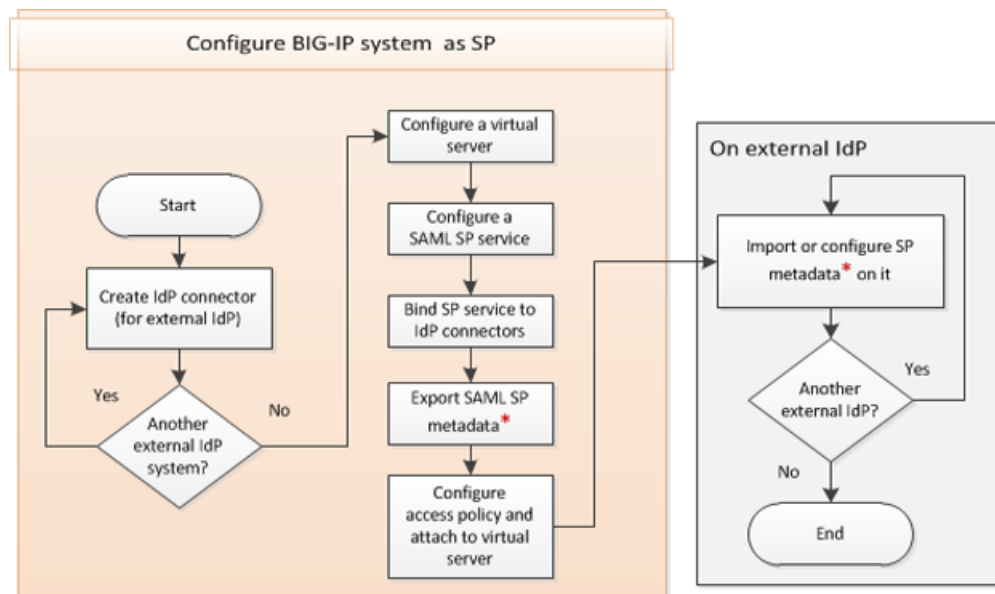 Configure BIG-IP system as SP
Start
Create IdP connector
(for external IdP)
Yes
No
Another
external IdP
system?
Configure a virtual
server
Configure a
SAML SP service
Bind SP service to
IdP connectors
Export SAML SP
metadata*
Configure
access policy and
attach to virtual
server
On external IdP
Import or configure SP
metadata* on it
Another
external IdP?
Yes
No
End